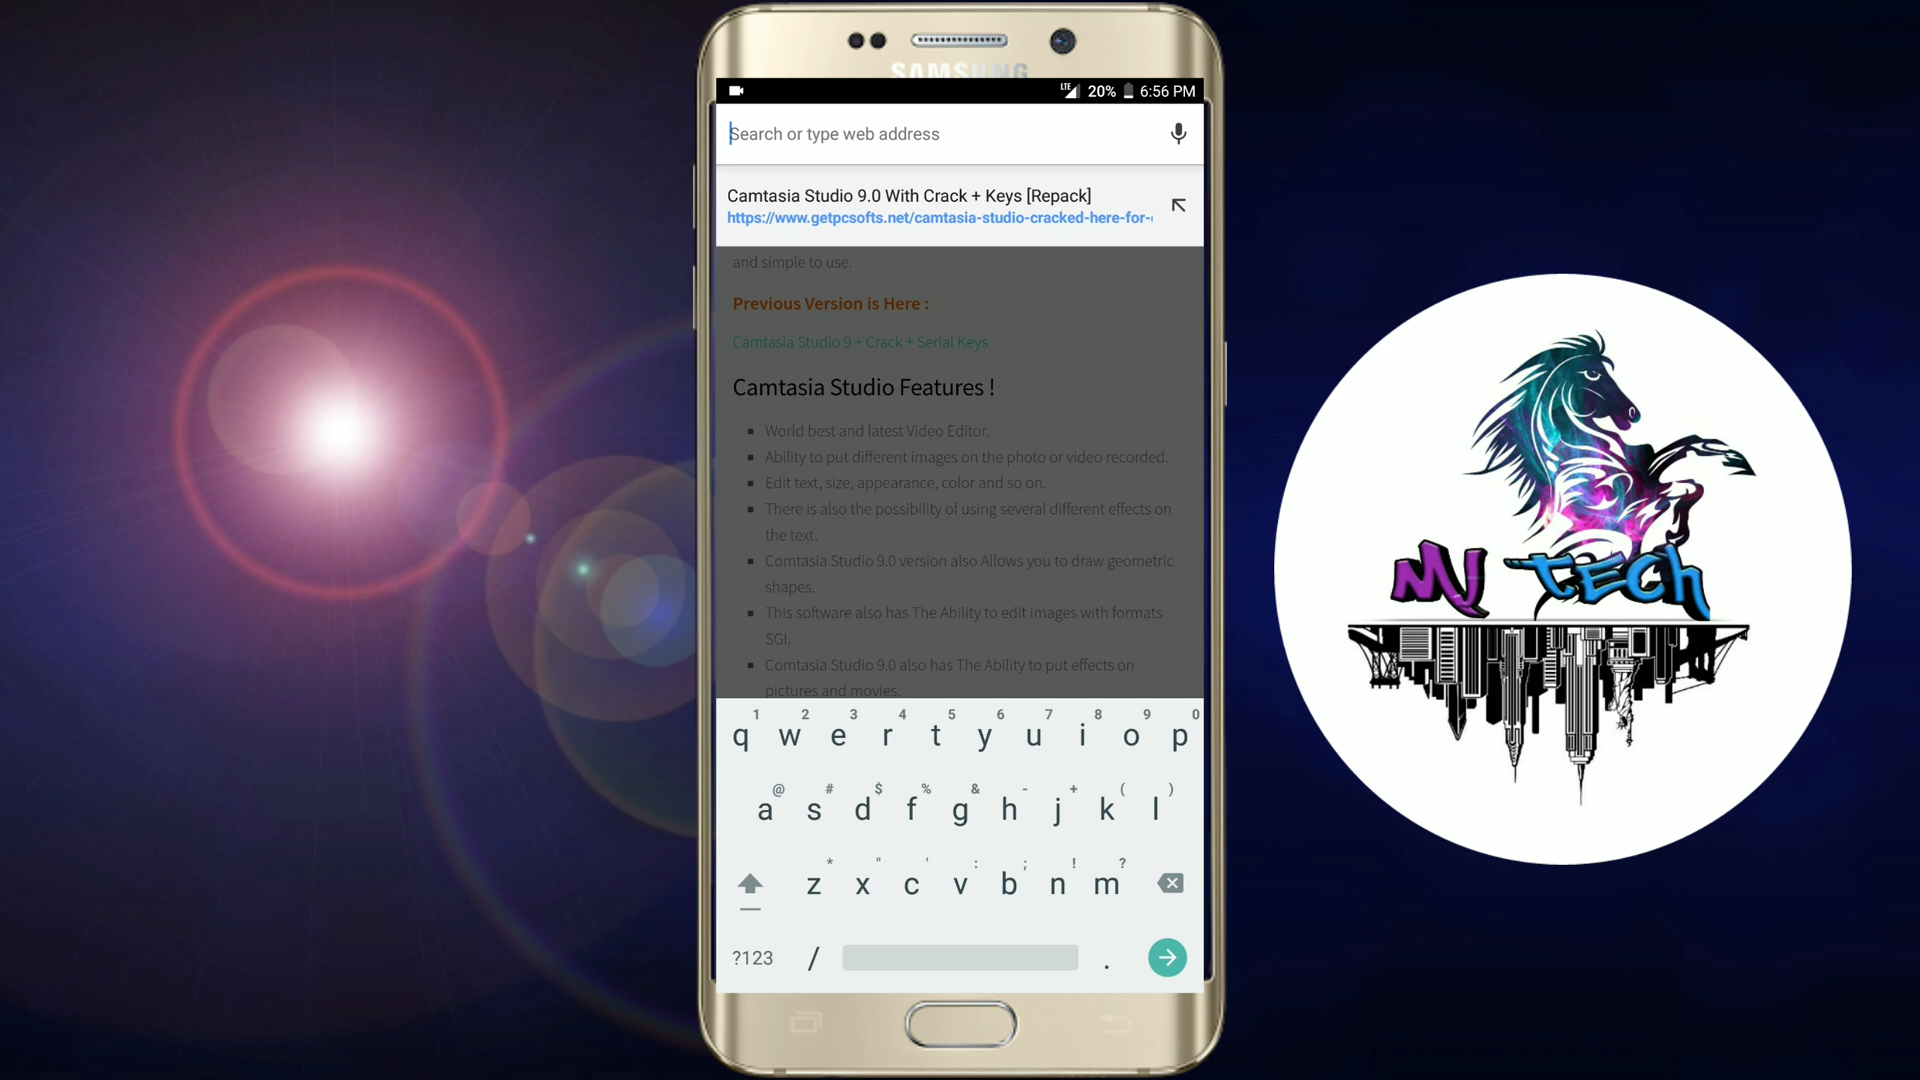 SAMSUNG
LTE 20% 6:56 PM
Search or type web address
Camtasia Studio 9.0 With Crack + Keys [Repack]
https://www.getpcsofts.net/camtasia-studio-cracked-here-for-
and simple to use.
Previous Version is Here :
Camtasia Studio 9 + Crack + Serial Keys
Camtasia Studio Features !
World best and latest Video Editor.
Ability to put different images on the photo or video recorded.
Edit text, size, appearance, color and so on.
There is also the possibility of using several different effects on
the text.
Comtasia Studio 9.0 version also Allows you to draw geometric
shapes.
This software also has The Ability to edit images with formats
SGI.
Comtasia Studio 9.0 also has The Ability to put effects on
pictures and movies.
1 2 3 4 5 6 7 8 9 0
q w e r t y u i o p
@ # $ % & - + ( )
a s d f g h j k l
* " ' : ; ! ?
z x c v b n m
?123 / .
MJ TECH